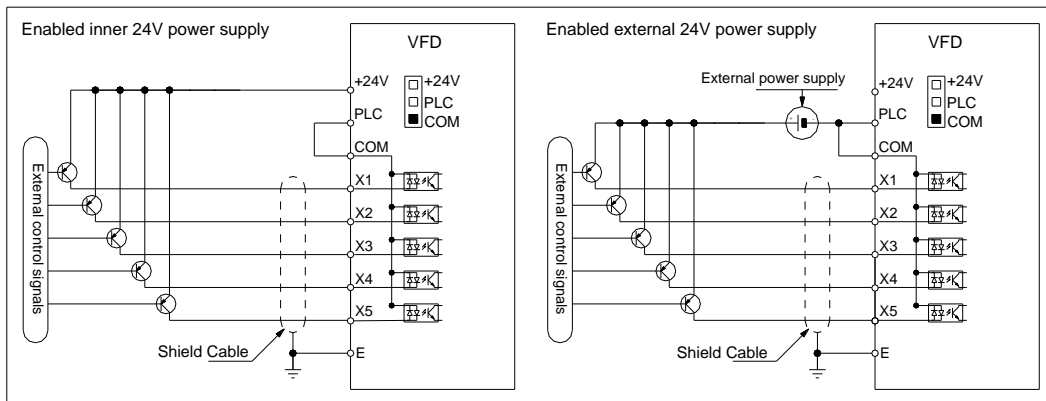 Enabled inner 24V power supply
VFD
+24V
+24V
PLC
COM
PLC
COM
X1
X2
X3
X4
X5
E
External control signals
Shield Cable
Enabled external 24V power supply
VFD
External power supply
+24V
+24V
PLC
COM
PLC
COM
X1
X2
X3
X4
X5
E
External control signals
Shield Cable